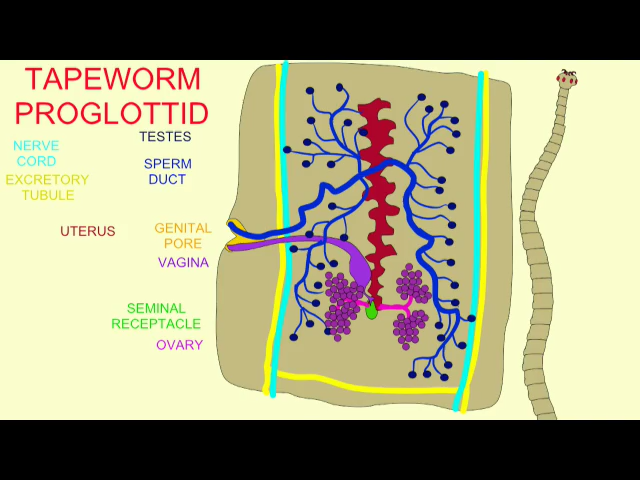 TAPEWORM
PROGLOTTID
TESTES
NERVE
CORD
SPERM
DUCT
EXCRETORY
TUBULE
UTERUS
GENITAL
PORE
VAGINA
SEMINAL
RECEPTACLE
OVARY